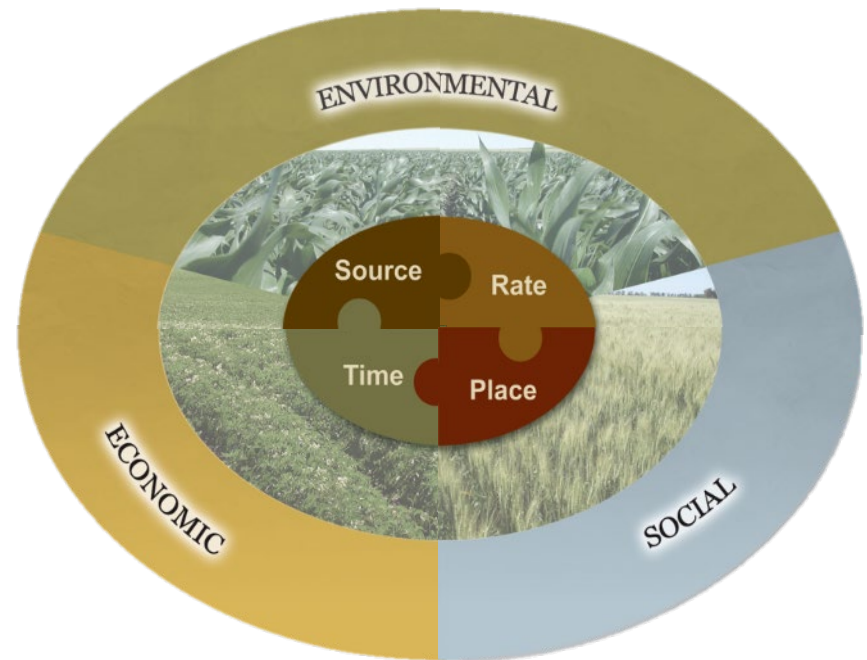 ENVIRONMENTAL
Source
Rate
Time
Place
ECONOMIC
SOCIAL